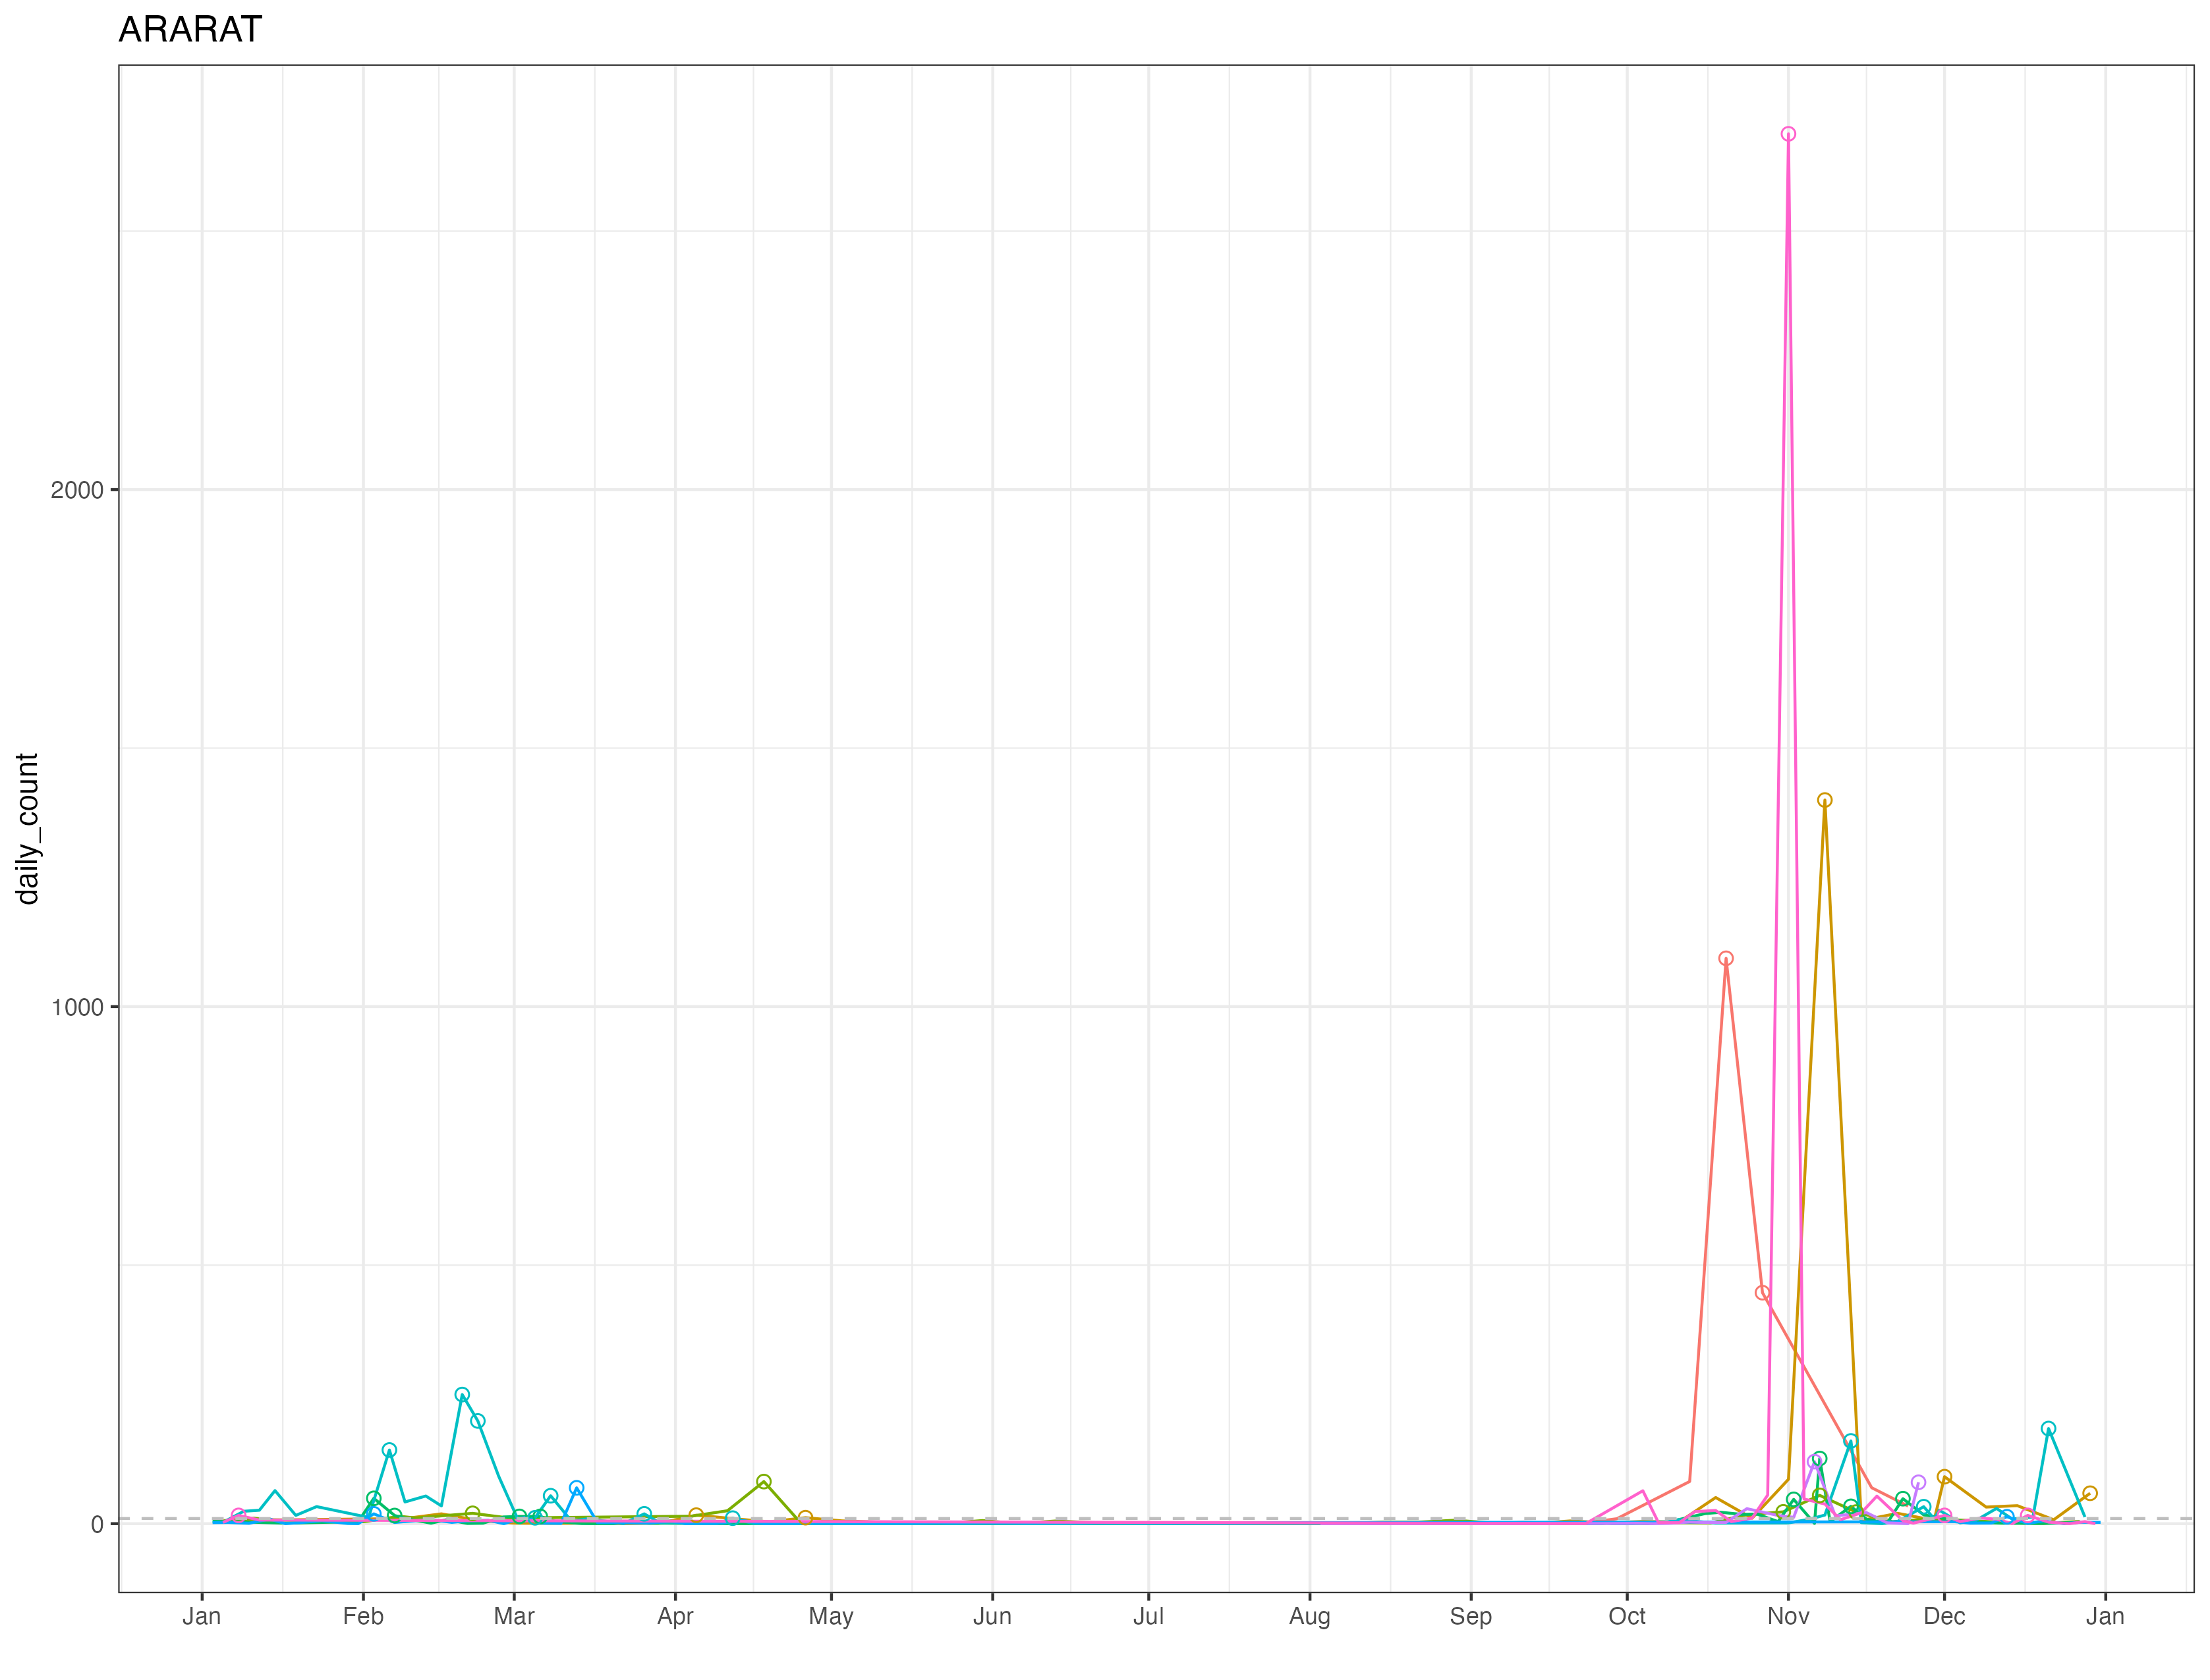 ARARAT
daily_count
2000
1000
0
Jan Feb Mar Apr May Jun Jul Aug Sep Oct Nov Dec Jan